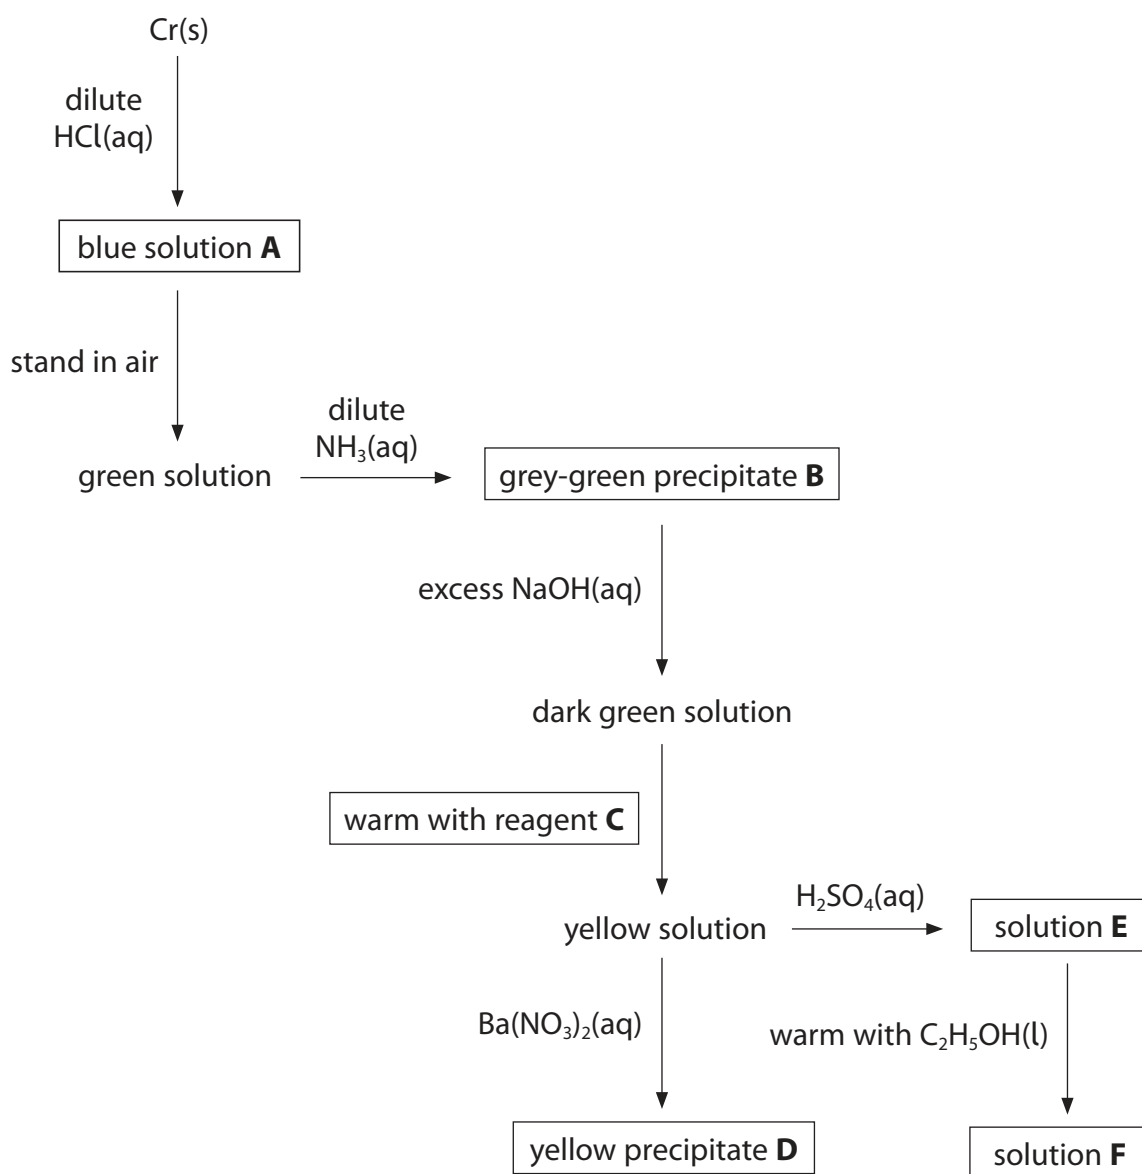 Cr(s)
dilute
HCl(aq)
blue solution A
stand in air
green solution
dilute
NH₃(aq)
grey-green precipitate B
excess NaOH(aq)
dark green solution
warm with reagent C
yellow solution
H₂SO₄(aq)
solution E
Ba(NO₃)₂(aq)
warm with C₂H₅OH(l)
yellow precipitate D
solution F